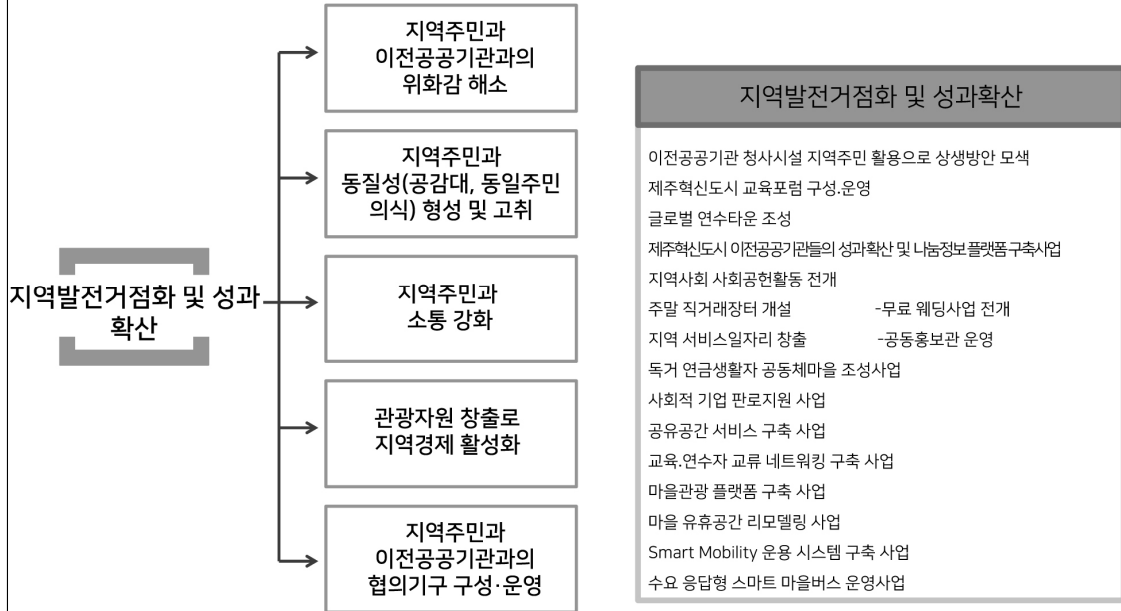 지역발전거점화 및 성과
확산
지역주민과
이전공공기관과의
위화감 해소
지역주민과
동질성(공감대, 동일주민
의식) 형성 및 고취
지역주민과
소통 강화
관광자원 창출로
지역경제 활성화
지역주민과
이전공공기관과의
협의기구 구성·운영
지역발전거점화 및 성과확산
이전공공기관 청사시설 지역주민 활용으로 상생방안 모색
제주혁신도시 교육포럼 구성.운영
글로벌 연수타운 조성
제주혁신도시 이전공공기관들의 성과확산 및 나눔정보플랫폼구축사업
지역사회 사회공헌활동 전개
주말 직거래장터 개설 -무료 웨딩사업 전개
지역 서비스일자리 창출 -공동홍보관 운영
독거 연금생활자 공동체마을 조성사업
사회적 기업 판로지원 사업
공유공간 서비스 구축 사업
교육.연수자 교류 네트워킹 구축 사업
마을관광 플랫폼 구축 사업
마을 유휴공간 리모델링 사업
Smart Mobility 운용 시스템 구축 사업
수요 응답형 스마트 마을버스 운영사업